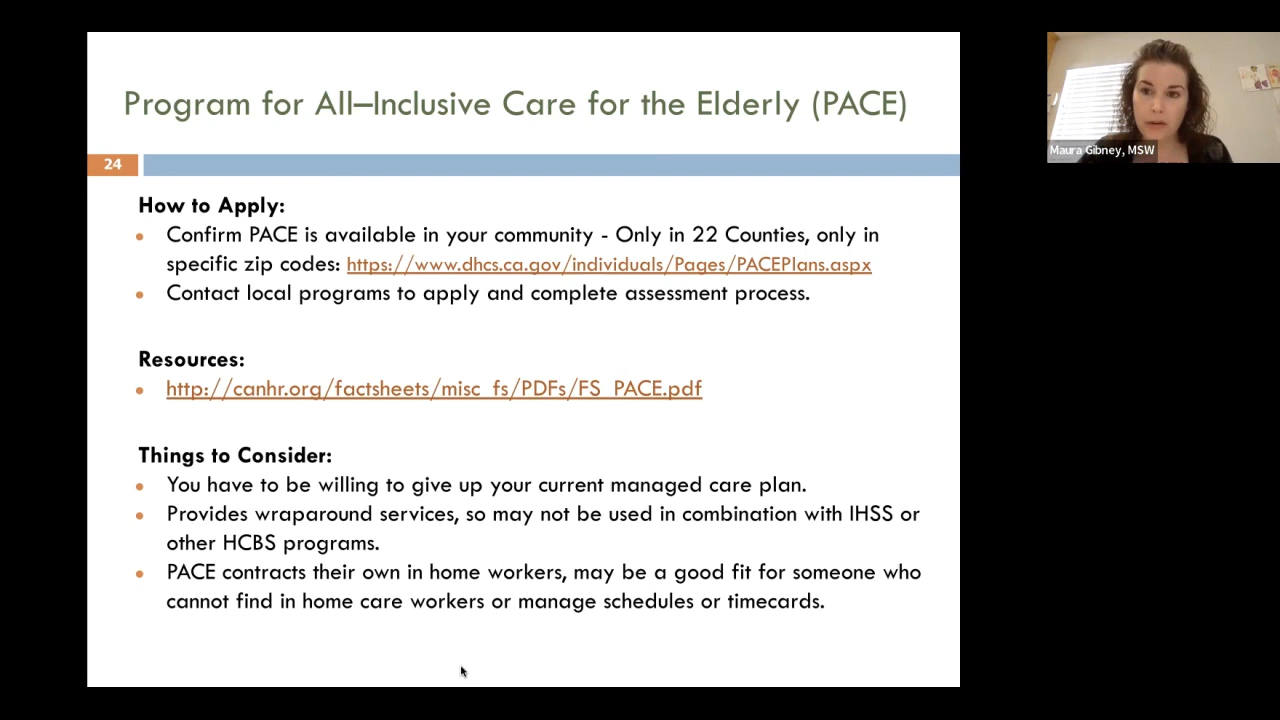 Program for All–Inclusive Care for the Elderly (PACE)
Maura Gibney, MSW
24
How to Apply:
• Confirm PACE is available in your community - Only in 22 Counties, only in
specific zip codes: https://www.dhcs.ca.gov/individuals/Pages/PACEPlans.aspx
• Contact local programs to apply and complete assessment process.
Resources:
• http://canhr.org/factsheets/misc_fs/PDFs/FS_PACE.pdf
Things to Consider:
• You have to be willing to give up your current managed care plan.
• Provides wraparound services, so may not be used in combination with IHSS or
other HCBS programs.
• PACE contracts their own in home workers, may be a good fit for someone who
cannot find in home care workers or manage schedules or timecards.